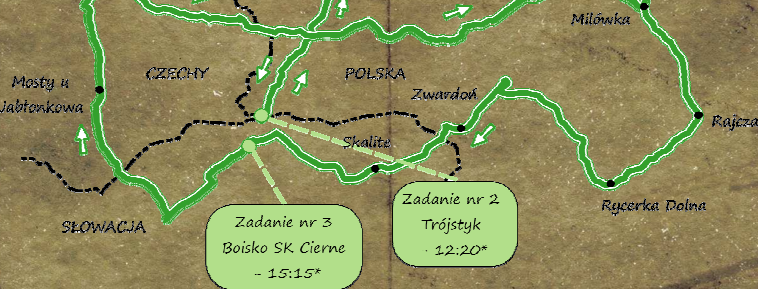 Milówka
CZECHY
POLSKA
Mosty u
Jabłonkowa
Zwardoń
Rajcza
Skalite
Zadanie nr 2
Trójstyk
- 12:20*
Rycerka Dolna
SŁOWACJA
Zadanie nr 3
Boisko SK Cierne
- 15:15*